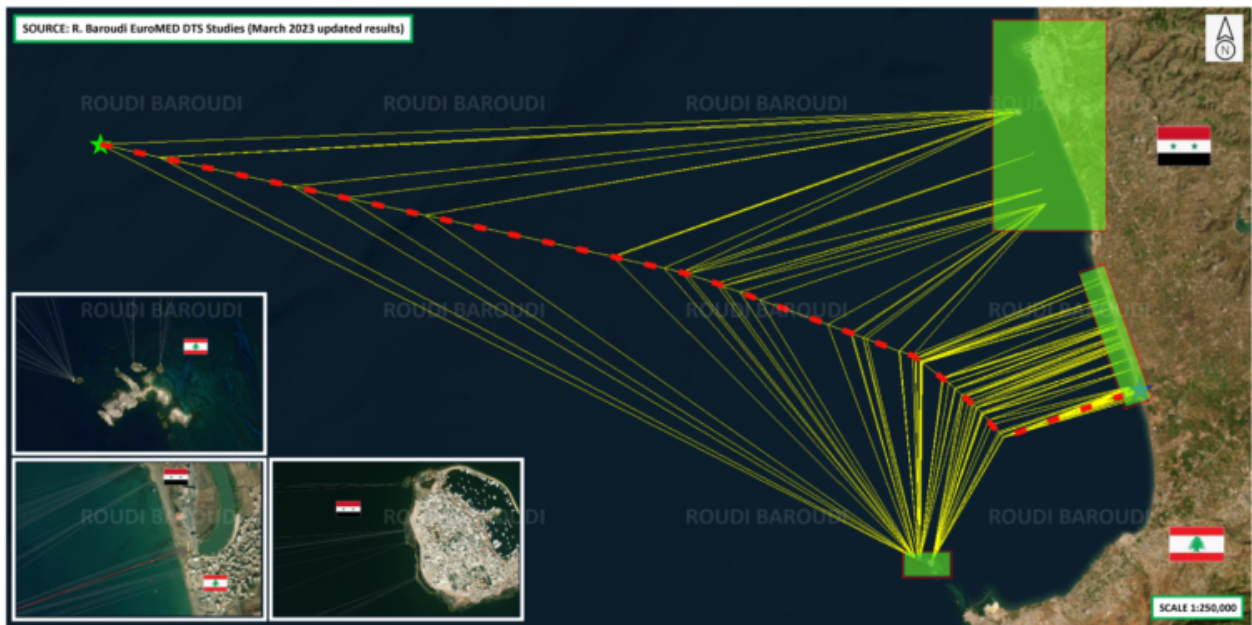 SOURCE: R. Baroudi EuroMED DTS Studies (March 2023 updated results)
N
ROUDI BAROUDI ROUDI BAROUDI ROUDI BAROUDI ROUDI BAROUDI
ROUDI BAROUDI ROUDI BAROUDI ROUDI BAROUDI ROUDI BAROUDI
ROUDI BAROUDI ROUDI BAROUDI ROUDI BAROUDI ROUDI BAROUDI
SCALE 1:250,000